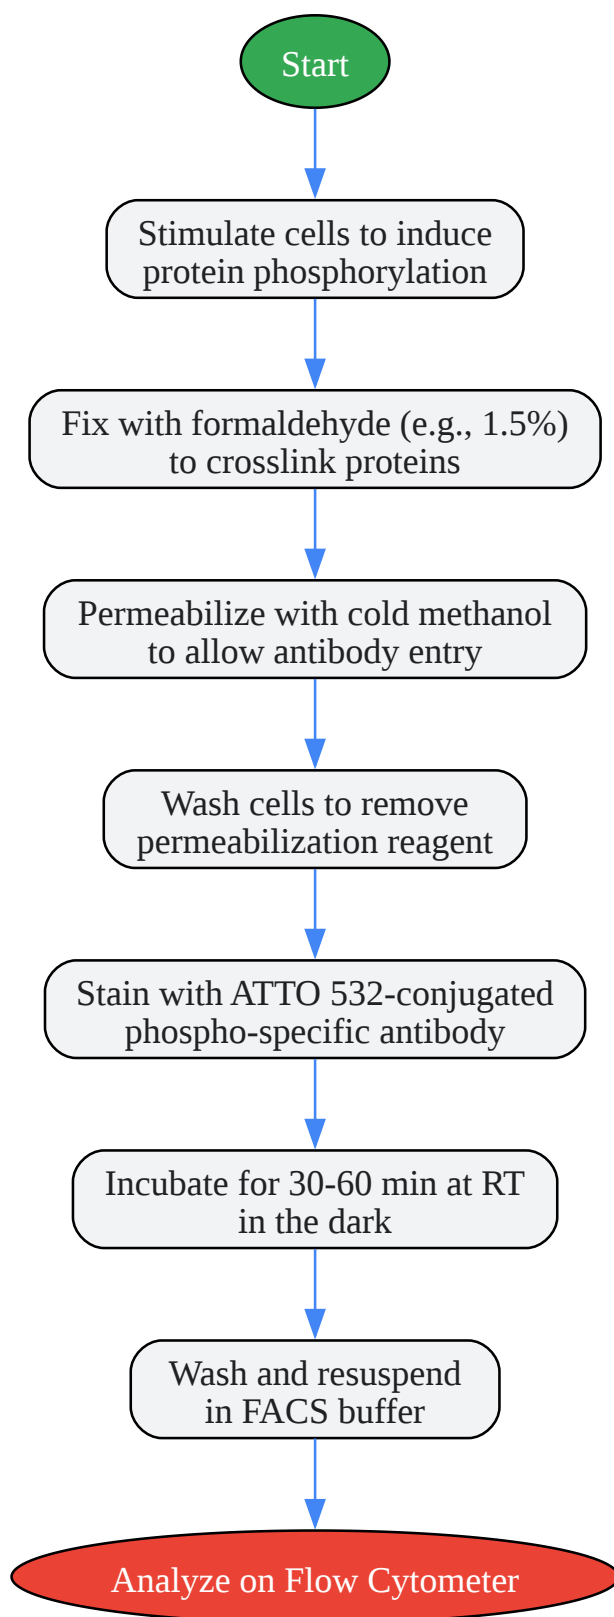 Start
Stimulate cells to induce
protein phosphorylation
Fix with formaldehyde (e.g., 1.5%)
to crosslink proteins
Permeabilize with cold methanol
to allow antibody entry
Wash cells to remove
permeabilization reagent
Stain with ATTO 532-conjugated
phospho-specific antibody
Incubate for 30-60 min at RT
in the dark
Wash and resuspend
in FACS buffer
Analyze on Flow Cytometer